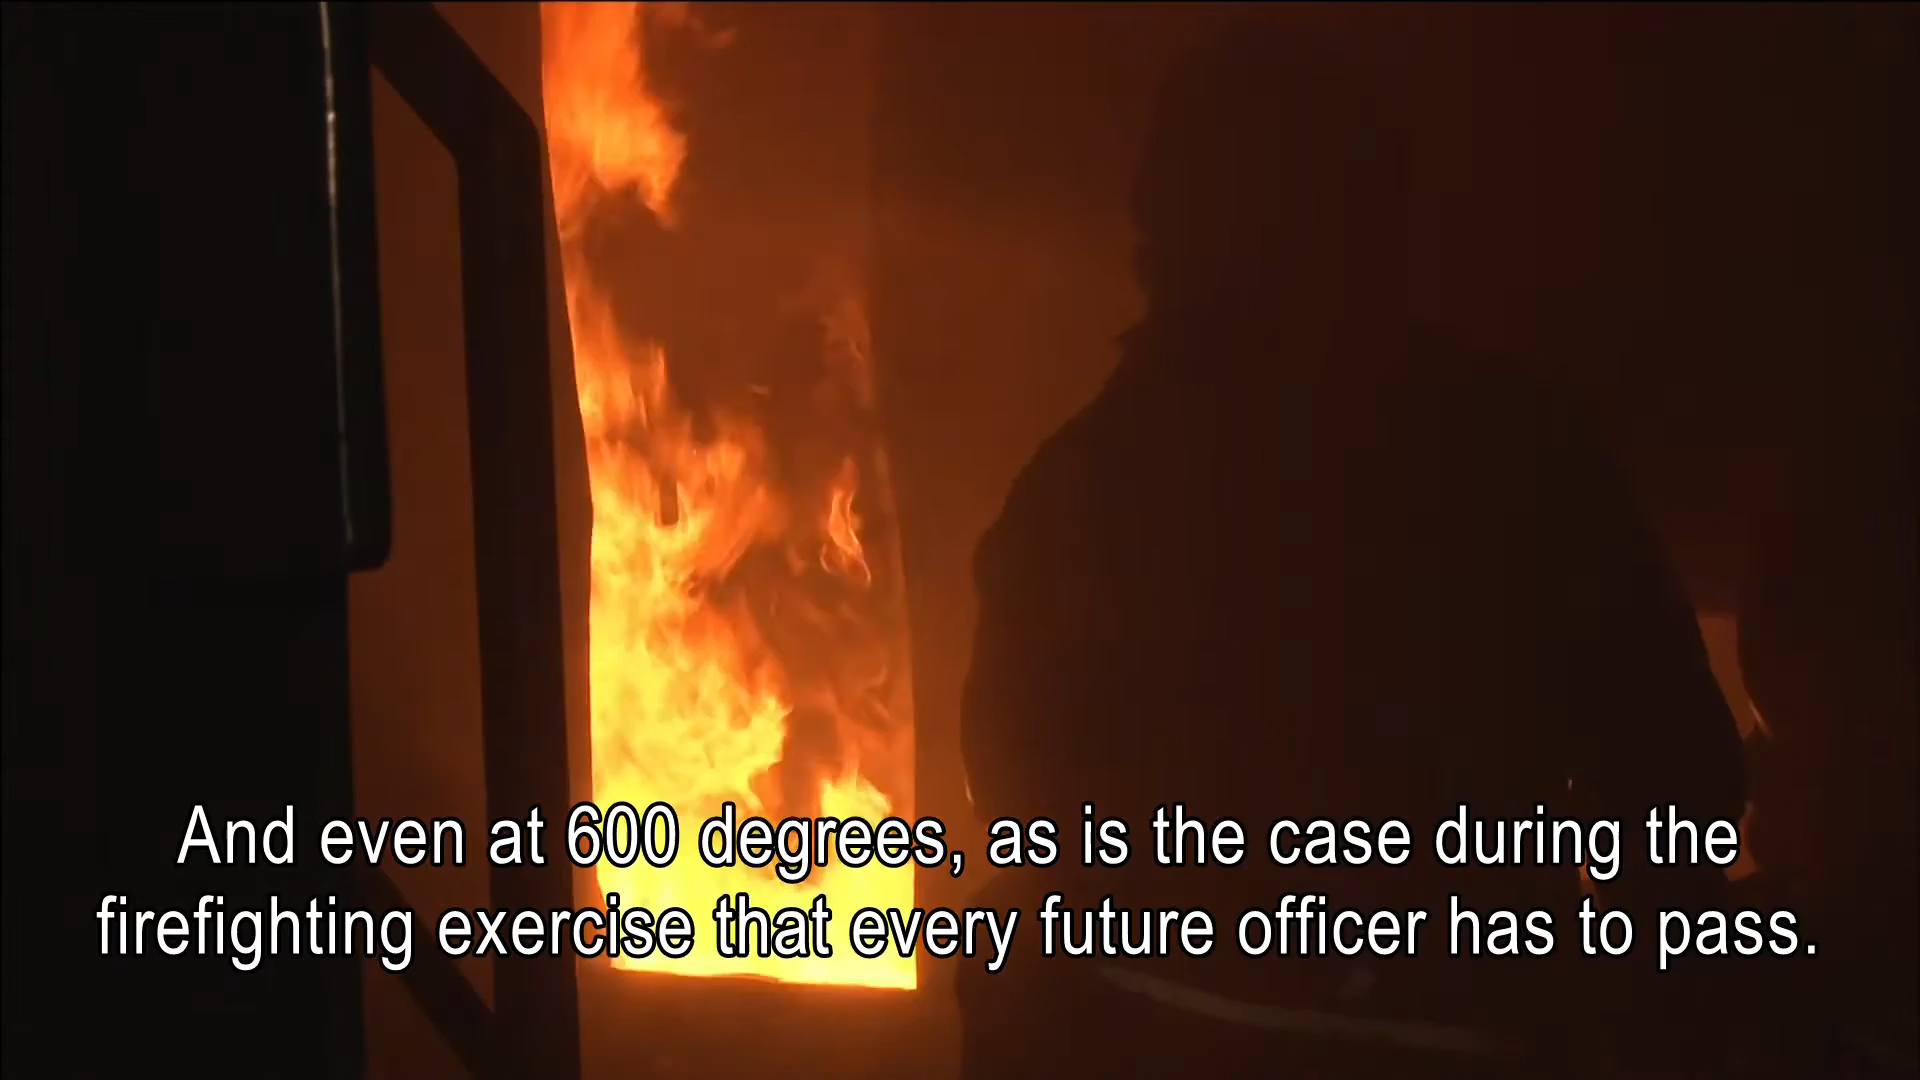 And even at 600 degrees, as is the case during the
firefighting exercise that every future officer has to pass.